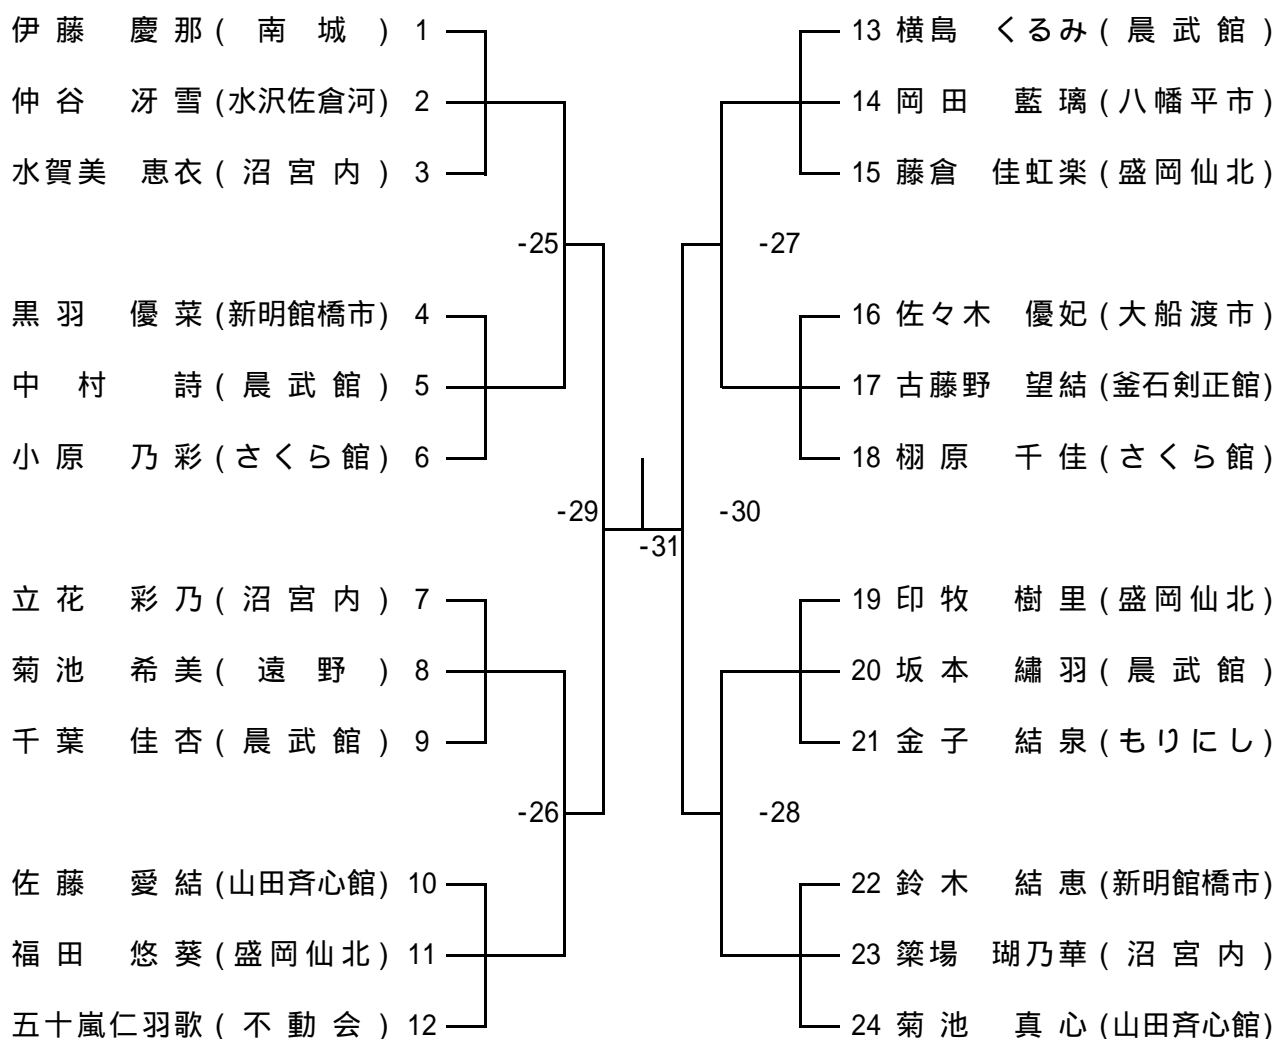 伊藤 慶那(南城) 1
仲谷 冴雪(水沢佐倉河) 2
水賀美 恵衣(沼宮内) 3
-25
黒羽 優菜(新明館橋市) 4
中村 詩(晨武館) 5
小原 乃彩(さくら館) 6
-29
立花 彩乃(沼宮内) 7
菊池 希美(遠野) 8
千葉 佳杏(晨武館) 9
-26
佐藤 愛結(山田斉心館) 10
福田 悠葵(盛岡仙北) 11
五十嵐仁羽歌(不動会) 12
-31
13 横島 くるみ(晨武館)
14 岡田 藍璃(八幡平市)
15 藤倉 佳虹楽(盛岡仙北)
-27
16 佐々木 優妃(大船渡市)
17 古藤野 望結(釜石剣正館)
18 栩原 千佳(さくら館)
-30
19 印牧 樹里(盛岡仙北)
20 坂本 繡羽(晨武館)
21 金子 結泉(もりにし)
-28
22 鈴木 結恵(新明館橋市)
23 簗場 瑚乃華(沼宮内)
24 菊池 真心(山田斉心館)